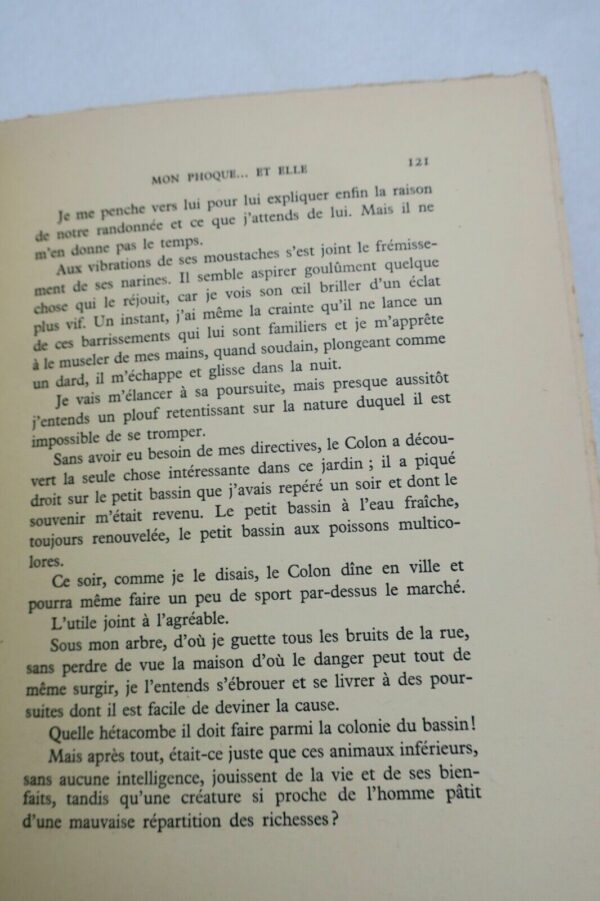 MON PHOQUE... ET ELLE 121
Je me penche vers lui pour lui expliquer enfin la raison
de notre randonnée et ce que j'attends de lui. Mais il ne
m'en donne pas le temps.
Aux vibrations de ses moustaches s'est joint le frémisse-
ment de ses narines. Il semble aspirer goulûment quelque
chose qui le réjouit, car je vois son œil briller d'un éclat
plus vif. Un instant, j'ai même la crainte qu'il ne lance un
de ces barrissements qui lui sont familiers et je m'apprête
à le museler de mes mains, quand soudain, plongeant comme
un dard, il m'échappe et glisse dans la nuit.
Je vais m'élancer à sa poursuite, mais presque aussitôt
j'entends un plouf retentissant sur la nature duquel il est
impossible de se tromper.
Sans avoir eu besoin de mes directives, le Colon a décou-
vert la seule chose intéressante dans ce jardin ; il a piqué
droit sur le petit bassin que j'avais repéré un soir et dont le
souvenir m'était revenu. Le petit bassin à l'eau fraîche,
toujours renouvelée, le petit bassin aux poissons multico-
lores.
Ce soir, comme je le disais, le Colon dîne en ville et
pourra même faire un peu de sport par-dessus le marché.
L'utile joint à l'agréable.
Sous mon arbre, d'où je guette tous les bruits de la rue,
sans perdre de vue la maison d'où le danger peut tout de
même surgir, je l'entends s'ébrouer et se livrer à des pour-
suites dont il est facile de deviner la cause.
Quelle hétacombe il doit faire parmi la colonie du bassin !
Mais après tout, était-ce juste que ces animaux inférieurs,
sans aucune intelligence, jouissent de la vie et de ses bien-
faits, tandis qu'une créature si proche de l'homme pâtit
d'une mauvaise répartition des richesses ?